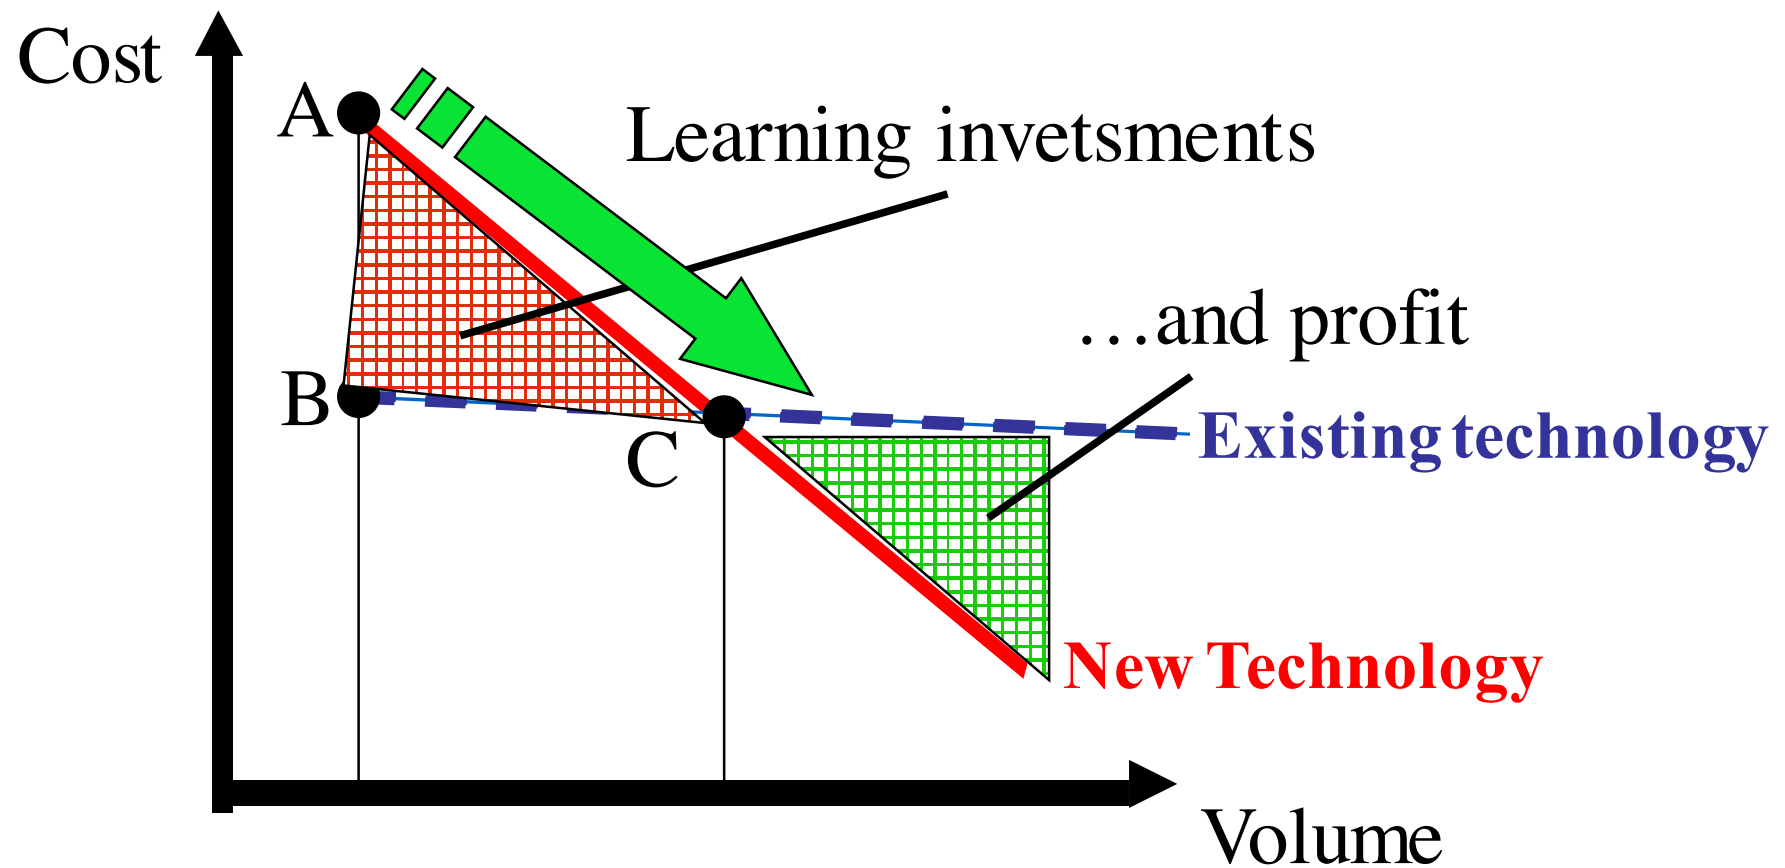 Cost
A
Learning invetsments
…and profit
B
Existing technology
C
New Technology
Volume